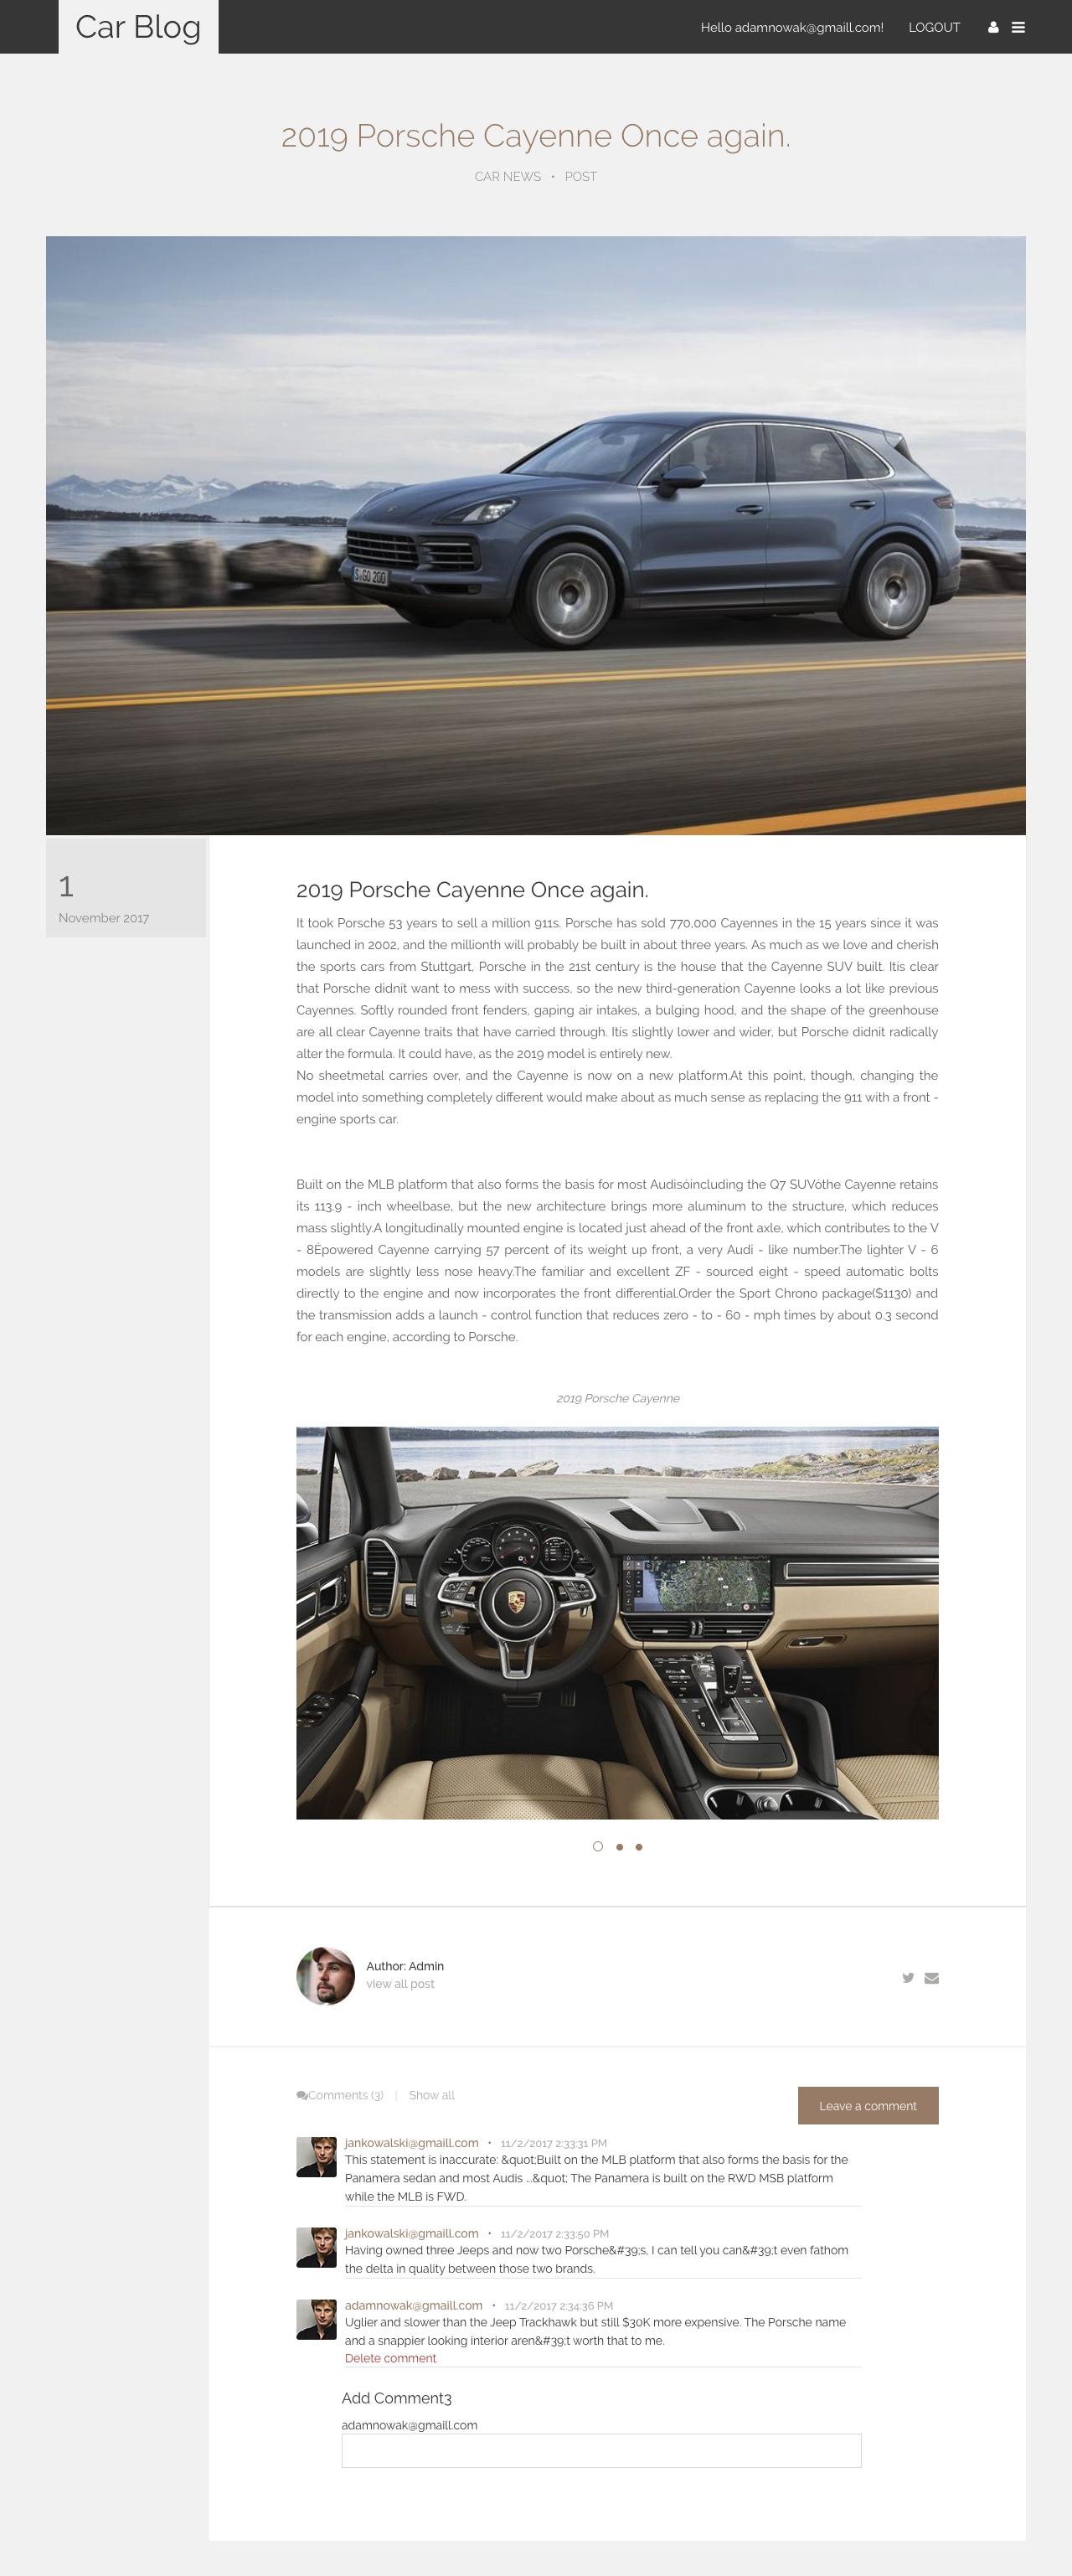 Car Blog
Hello adamnowak@gmaill.com!
LOGOUT
2019 Porsche Cayenne Once again.
CAR NEWS • POST
S·GO 200
1
November 2017
2019 Porsche Cayenne Once again.
It took Porsche 53 years to sell a million 911s. Porsche has sold 770,000 Cayennes in the 15 years since it was
launched in 2002, and the millionth will probably be built in about three years. As much as we love and cherish
the sports cars from Stuttgart, Porsche in the 21st century is the house that the Cayenne SUV built. Itis clear
that Porsche didnit want to mess with success, so the new third-generation Cayenne looks a lot like previous
Cayennes. Softly rounded front fenders, gaping air intakes, a bulging hood, and the shape of the greenhouse
are all clear Cayenne traits that have carried through. Itis slightly lower and wider, but Porsche didnit radically
alter the formula. It could have, as the 2019 model is entirely new.
No sheetmetal carries over, and the Cayenne is now on a new platform.At this point, though, changing the
model into something completely different would make about as much sense as replacing the 911 with a front -
engine sports car.
Built on the MLB platform that also forms the basis for most Audisóincluding the Q7 SUVóthe Cayenne retains
its 113.9 - inch wheelbase, but the new architecture brings more aluminum to the structure, which reduces
mass slightly.A longitudinally mounted engine is located just ahead of the front axle, which contributes to the V
- 8Épowered Cayenne carrying 57 percent of its weight up front, a very Audi - like number.The lighter V - 6
models are slightly less nose heavy.The familiar and excellent ZF - sourced eight - speed automatic bolts
directly to the engine and now incorporates the front differential.Order the Sport Chrono package($1130) and
the transmission adds a launch - control function that reduces zero - to - 60 - mph times by about 0.3 second
for each engine, according to Porsche.
2019 Porsche Cayenne
Author: Admin
view all post
Comments (3) | Show all
Leave a comment
jankowalski@gmaill.com • 11/2/2017 2:33:31 PM
This statement is inaccurate: &quot;Built on the MLB platform that also forms the basis for the
Panamera sedan and most Audis ...&quot; The Panamera is built on the RWD MSB platform
while the MLB is FWD.
jankowalski@gmaill.com • 11/2/2017 2:33:50 PM
Having owned three Jeeps and now two Porsche&#39;s, I can tell you can&#39;t even fathom
the delta in quality between those two brands.
adamnowak@gmaill.com • 11/2/2017 2:34:36 PM
Uglier and slower than the Jeep Trackhawk but still $30K more expensive. The Porsche name
and a snappier looking interior aren&#39;t worth that to me.
Delete comment
Add Comment3
adamnowak@gmaill.com